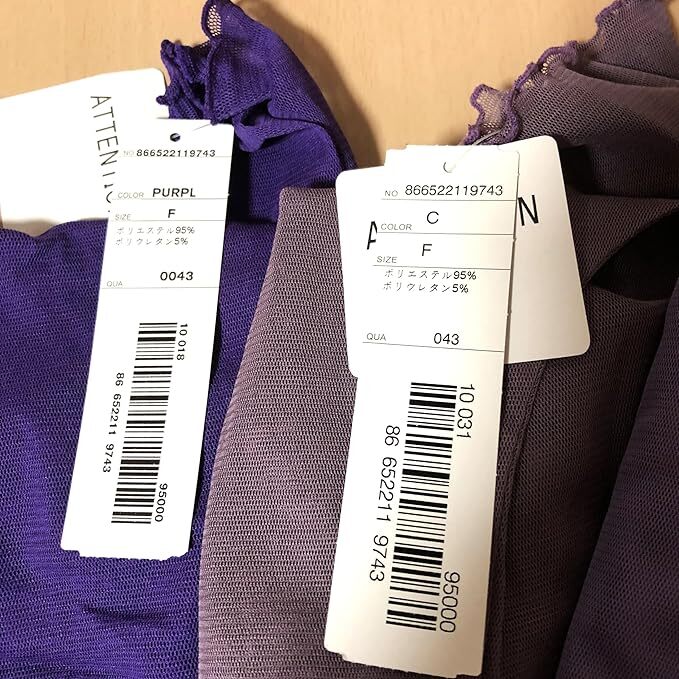 ATTENTIO
NO 866522119743
COLOR PURPL
SIZE F
ポリエステル95%
ポリウレタン5%
QUA 0043
10 018
86 652211 9743
95000
A N
NO 866522119743
COLOR C
SIZE F
ポリエステル95%
ポリウレタン5%
QUA 043
10 031
86 652211 9743
95000